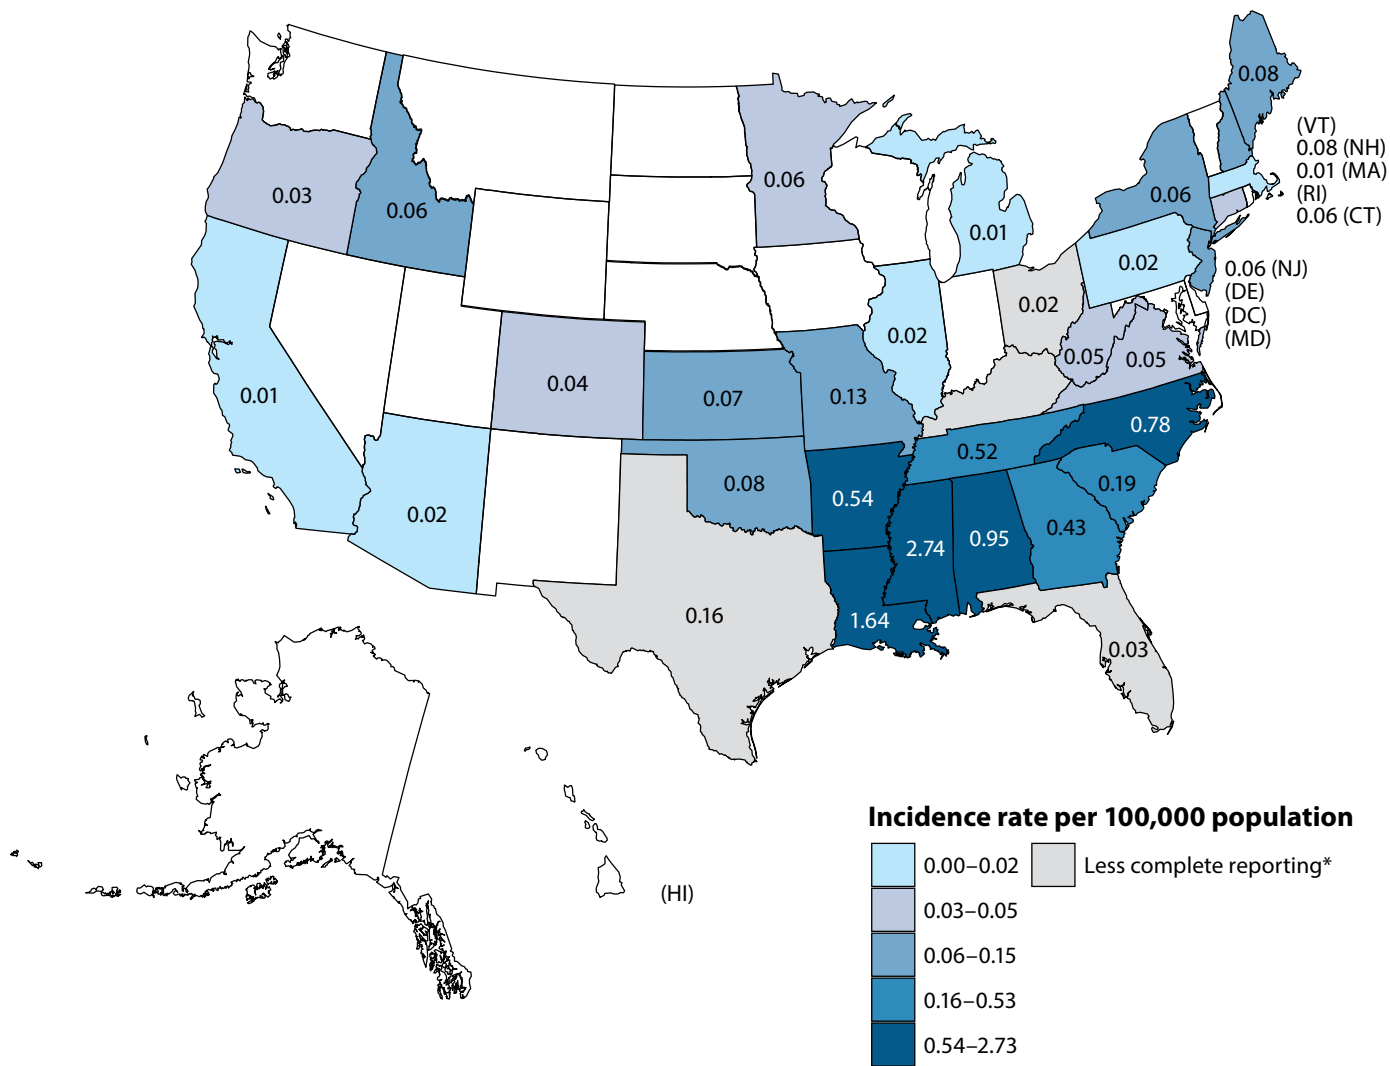 0.08
(VT)
0.08 (NH)
0.01 (MA)
(RI)
0.06 (CT)
0.03
0.06
0.06
0.01
0.06
0.02
0.06 (NJ)
(DE)
(DC)
(MD)
0.02
0.02
0.01
0.04
0.07
0.13
0.05
0.05
0.78
0.52
0.02
0.08
0.54
0.19
2.74
0.95
0.43
0.16
1.64
0.03
(HI)
Incidence rate per 100,000 population
0.00–0.02
Less complete reporting*
0.03–0.05
0.06–0.15
0.16–0.53
0.54–2.73